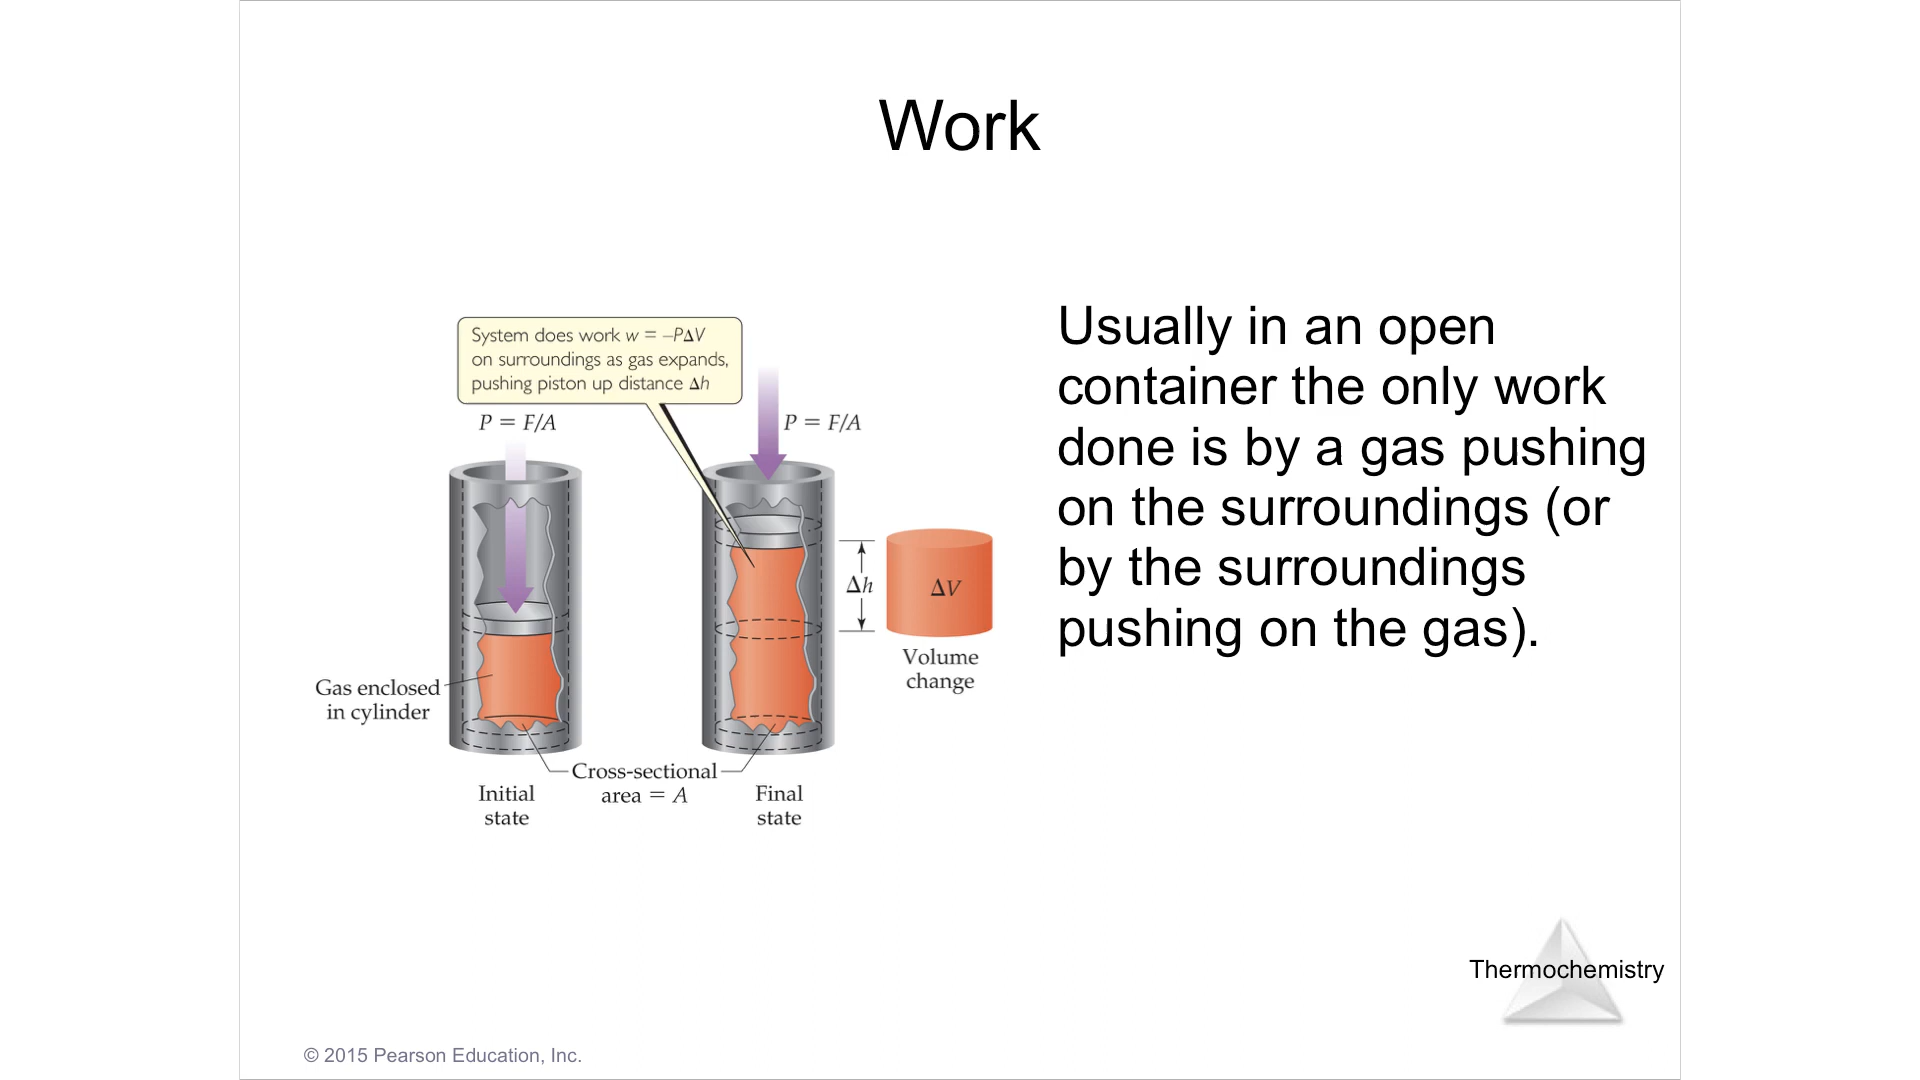 Work
System does work w = –PΔV
on surroundings as gas expands,
pushing piston up distance Δh
P = F/A
P = F/A
Δh
ΔV
Volume
change
Gas enclosed
in cylinder
Cross-sectional
area = A
Initial
state
Final
state
Usually in an open
container the only work
done is by a gas pushing
on the surroundings (or
by the surroundings
pushing on the gas).
Thermochemistry
© 2015 Pearson Education, Inc.